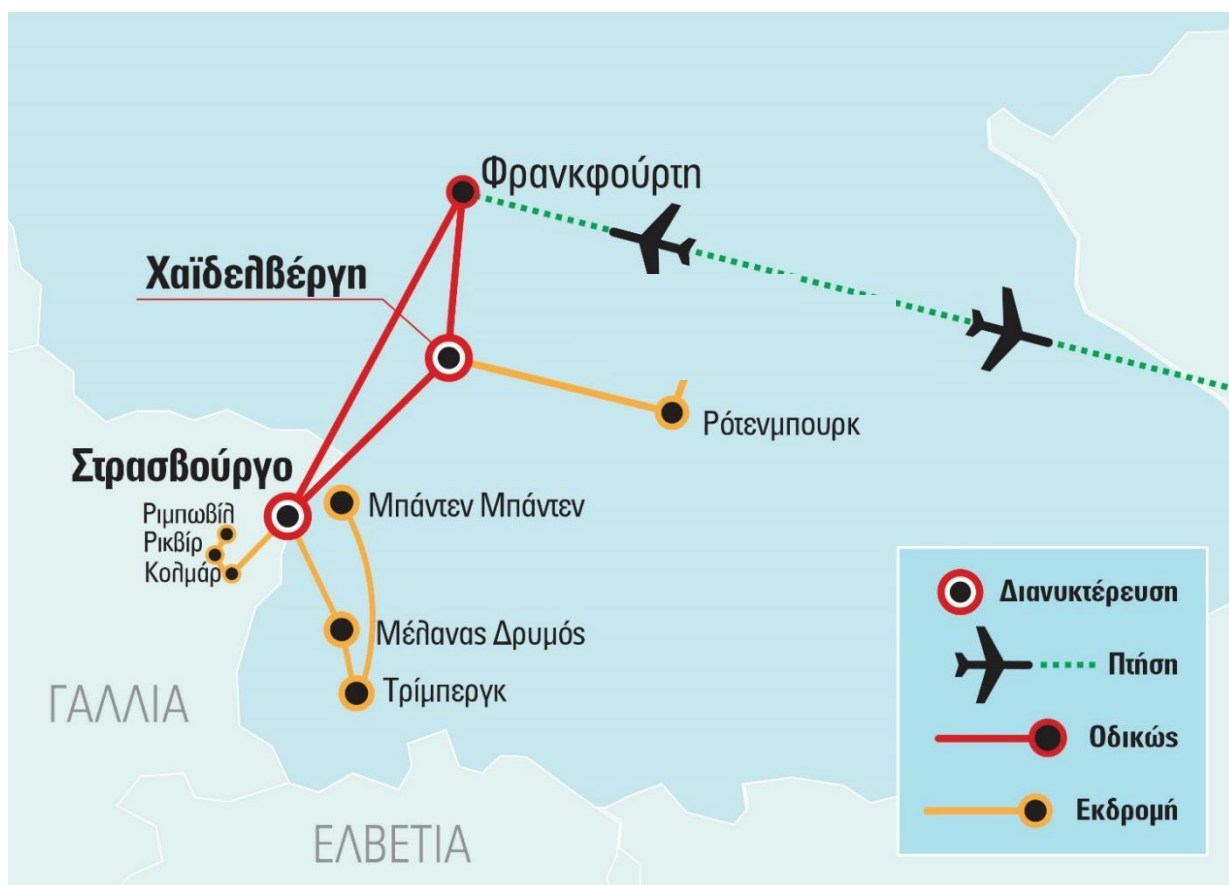 Φρανκφούρτη
Χαϊδελβέργη
Ρότενμπουρκ
Στρασβούργο
Μπάντεν Μπάντεν
Ριμπωβίλ
Ρικβίρ
Κολμάρ
Μέλανας Δρυμός
Τρίμπεργκ
ΓΑΛΛΙΑ
ΕΛΒΕΤΙΑ
Διανυκτέρευση
Πτήση
Οδικώς
Εκδρομή